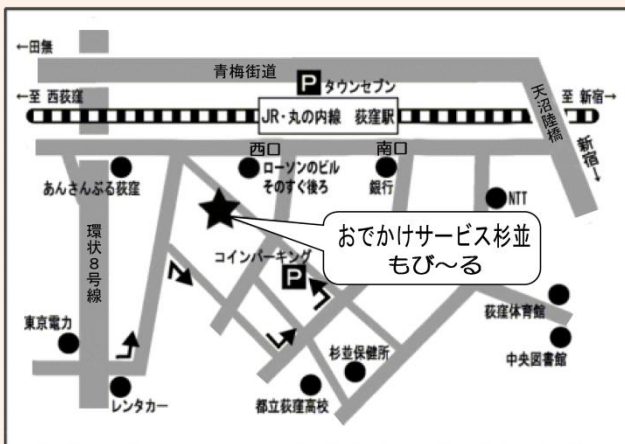 ←田無
青梅街道
P タウンセブン
←至 西荻窪
JR・丸の内線 荻窪駅
至 新宿→
天沼陸橋
新宿→
西口
南口
あんさんぶる荻窪
ローソンのビル
そのすぐ後ろ
銀行
NTT
環状8号線
おでかけサービス杉並
もび~る
コインパーキング
P
荻窪体育館
東京電力
杉並保健所
中央図書館
レンタカー
都立荻窪高校